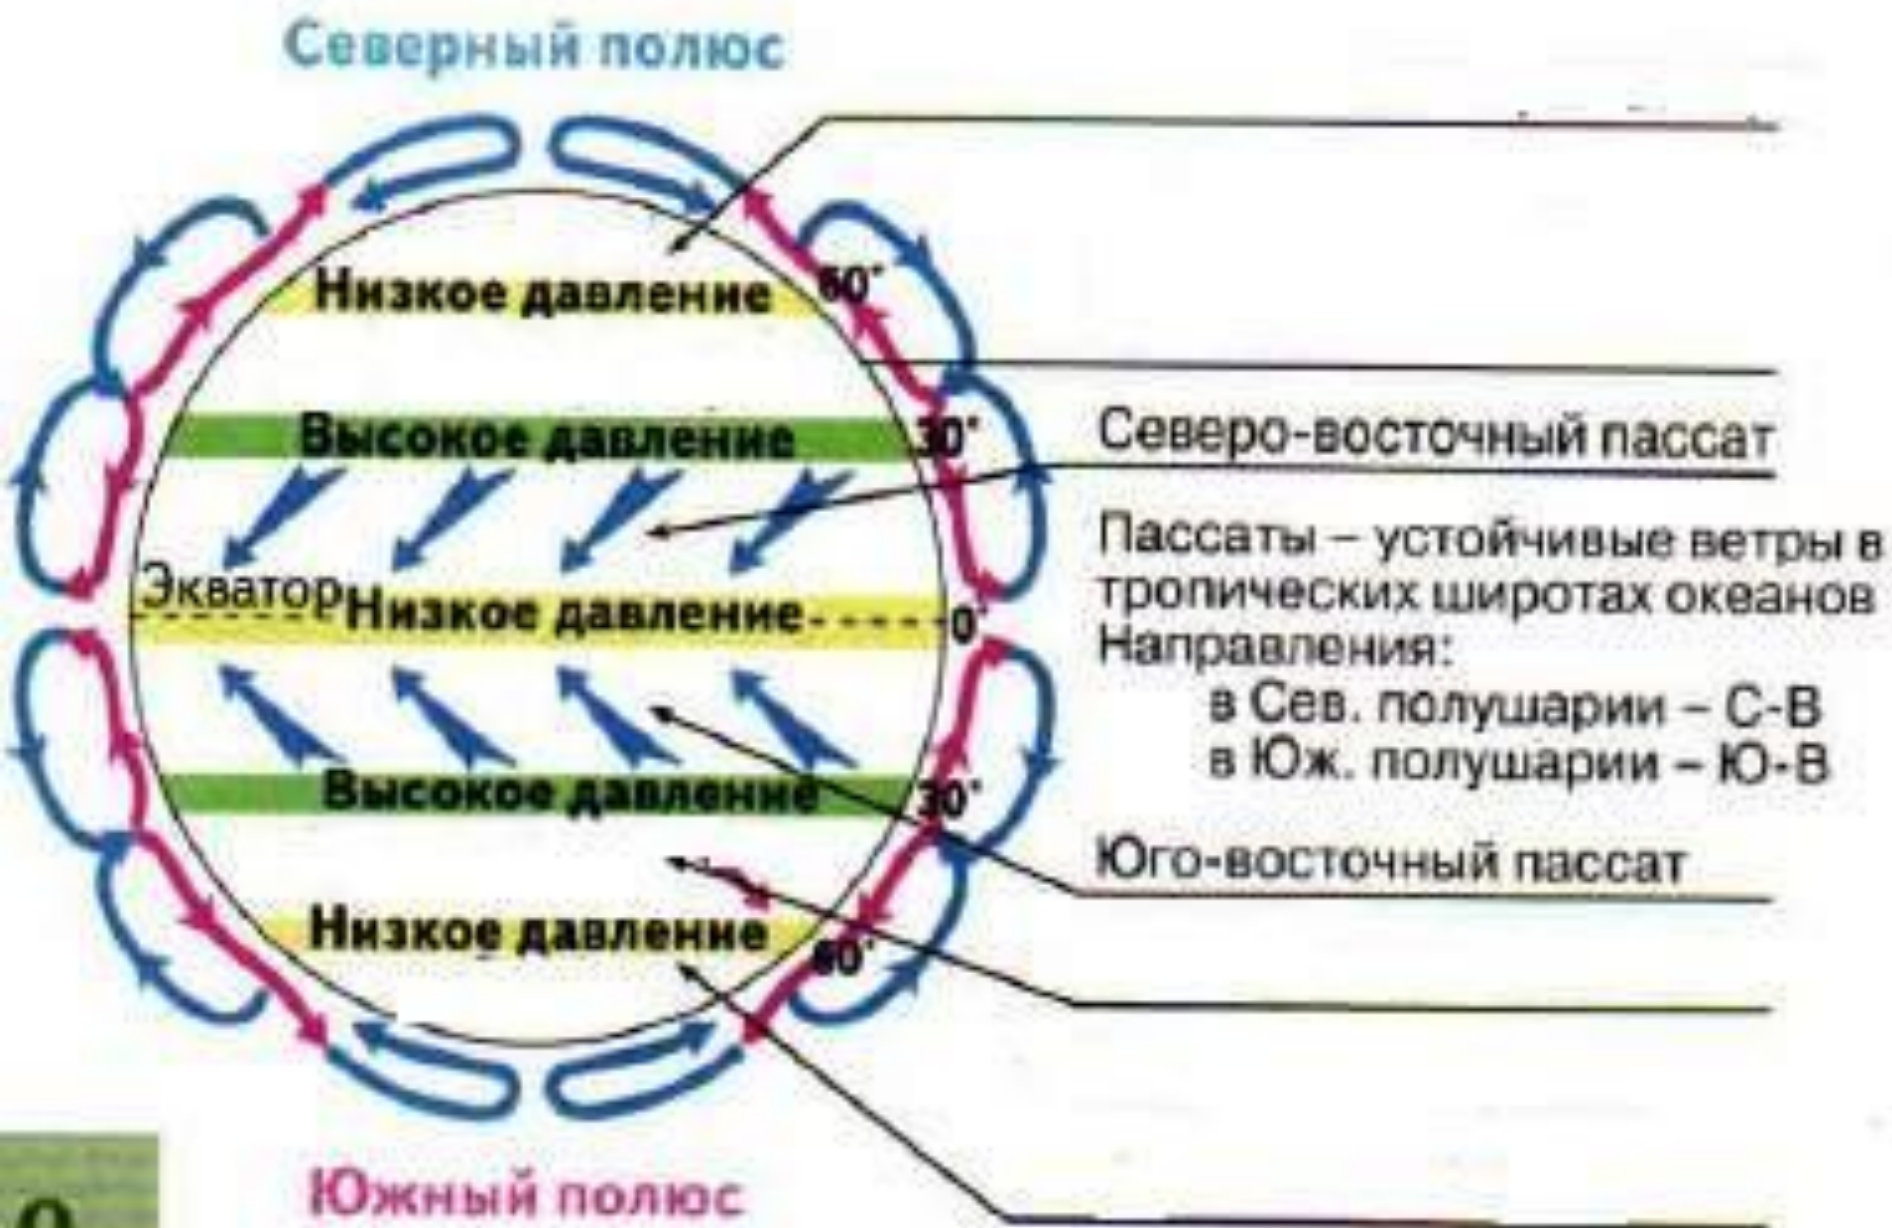 Северный полюс
Низкое давление
60°
Высокое давление
30°
Северо-восточный пассат
Пассаты – устойчивые ветры в
тропических широтах океанов
Направления:
в Сев. полушарии – С-В
в Юж. полушарии – Ю-В
Экватор
Низкое давление
0°
Высокое давление
30°
Юго-восточный пассат
Низкое давление
60°
Южный полюс